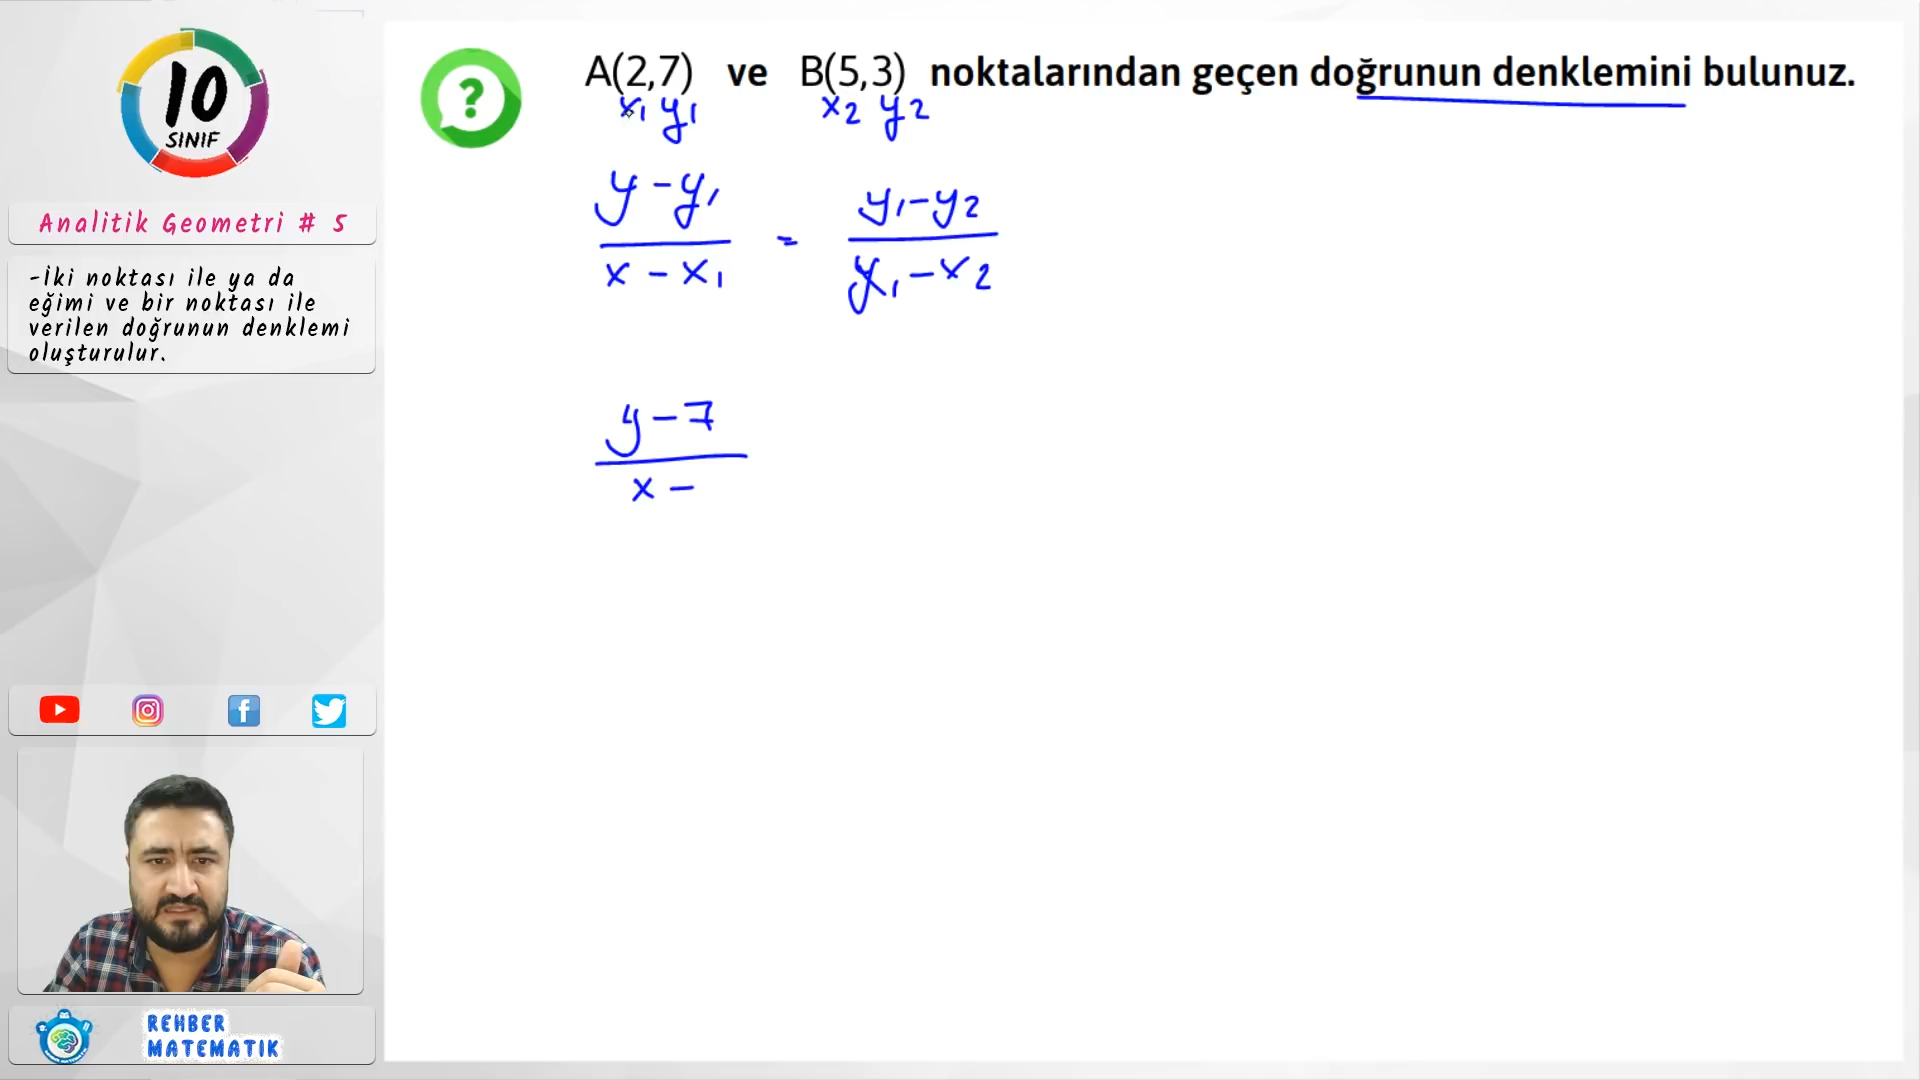 10
SINIF
Analitik Geometri # 5
-İki noktası ile ya da
eğimi ve bir noktası ile
verilen doğrunun denklemi
oluşturulur.
REHBER
MATEMATIK
?
A(2,7) ve B(5,3) noktalarından geçen doğrunun denklemini bulunuz.
x₁ y₁ x₂ y₂
y - y₁ / x - x₁ = y₁ - y₂ / x₁ - x₂
y - 7
x -